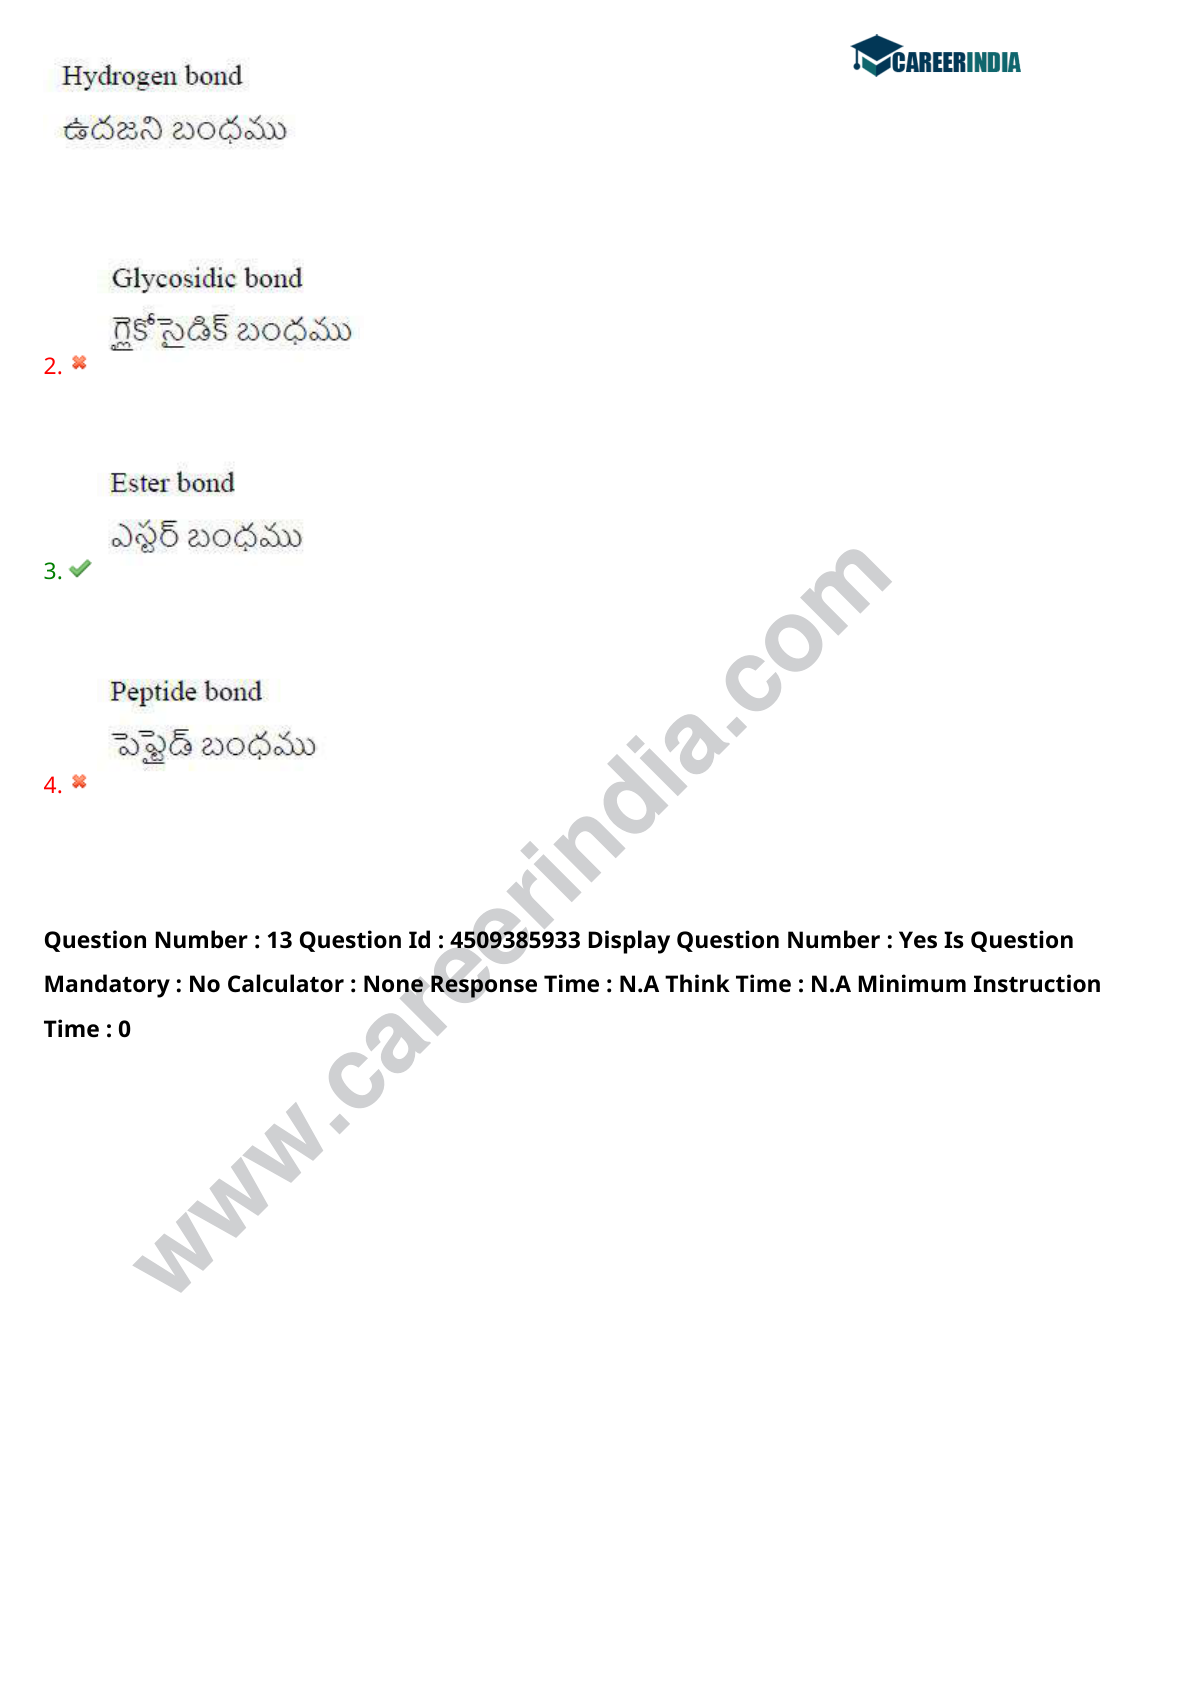 CAREERINDIA
Hydrogen bond
ఉదజని బంధము
Glycosidic bond
గ్లైకోసైడిక్ బంధము
2.
Ester bond
ఎస్టర్ బంధము
3.
Peptide bond
పెప్టైడ్ బంధము
4.
www.careerindia.com
Question Number : 13 Question Id : 4509385933 Display Question Number : Yes Is Question
Mandatory : No Calculator : None Response Time : N.A Think Time : N.A Minimum Instruction
Time : 0